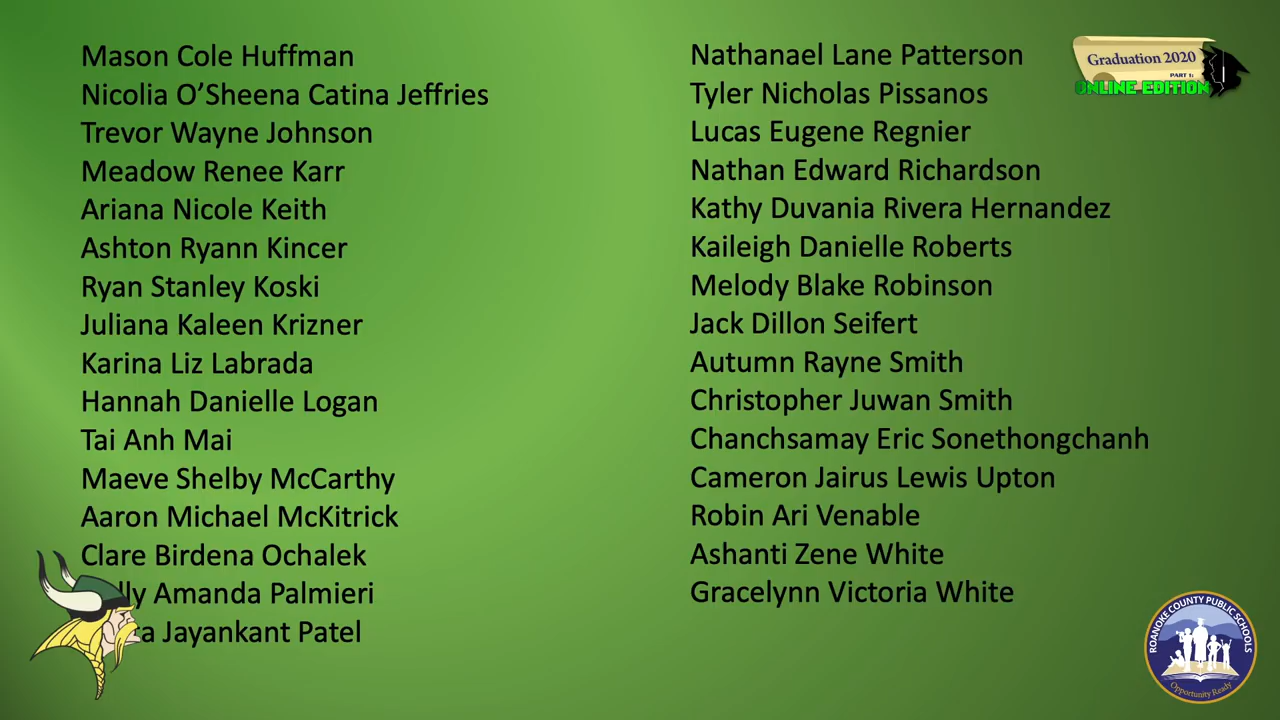 Mason Cole Huffman
Nicolia O’Sheena Catina Jeffries
Trevor Wayne Johnson
Meadow Renee Karr
Ariana Nicole Keith
Ashton Ryann Kincer
Ryan Stanley Koski
Juliana Kaleen Krizner
Karina Liz Labrada
Hannah Danielle Logan
Tai Anh Mai
Maeve Shelby McCarthy
Aaron Michael McKitrick
Clare Birdena Ochalek
Amanda Palmieri
Jayankant Patel
Nathanael Lane Patterson
Tyler Nicholas Pissanos
Lucas Eugene Regnier
Nathan Edward Richardson
Kathy Duvania Rivera Hernandez
Kaileigh Danielle Roberts
Melody Blake Robinson
Jack Dillon Seifert
Autumn Rayne Smith
Christopher Juwan Smith
Chanchsamay Eric Sonethongchanh
Cameron Jairus Lewis Upton
Robin Ari Venable
Ashanti Zene White
Gracelynn Victoria White
Graduation 2020
PART 1:
ONLINE EDITION
ROANOKE COUNTY PUBLIC SCHOOLS
Opportunity Ready